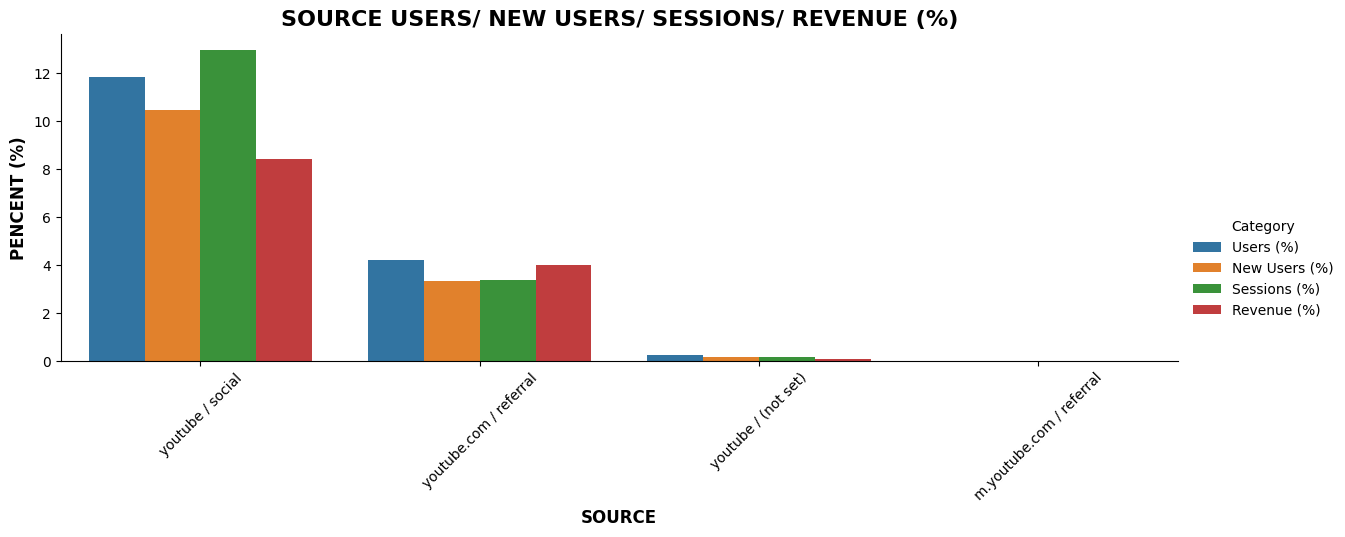 SOURCE USERS/ NEW USERS/ SESSIONS/ REVENUE (%)
PENCENT (%)
12
10
8
6
4
2
0
youtube / social
youtube.com / referral
youtube / (not set)
m.youtube.com / referral
SOURCE
Category
Users (%)
New Users (%)
Sessions (%)
Revenue (%)